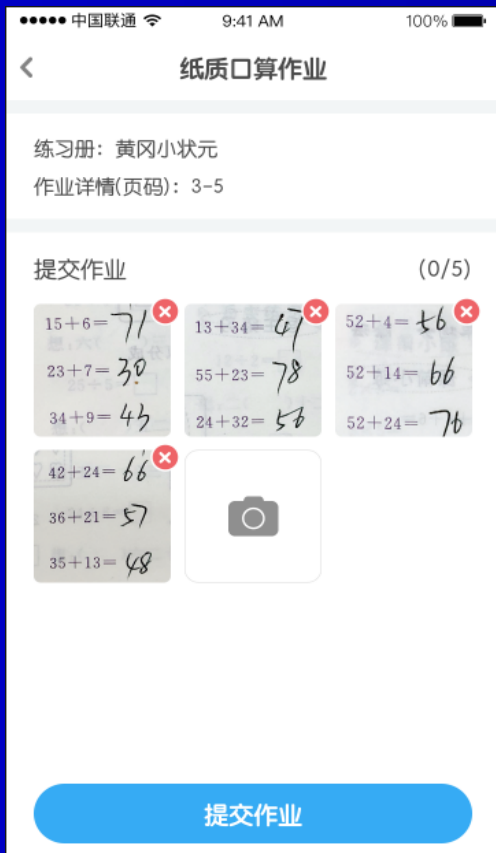 中国联通 9:41 AM 100%
纸质口算作业
练习册：黄冈小状元
作业详情(页码)：3-5
提交作业 (0/5)
15+6=71
23+7=30
34+9=43
13+34=47
55+23=78
24+32=56
52+4=56
52+14=66
52+24=76
42+24=66
36+21=57
35+13=48
提交作业